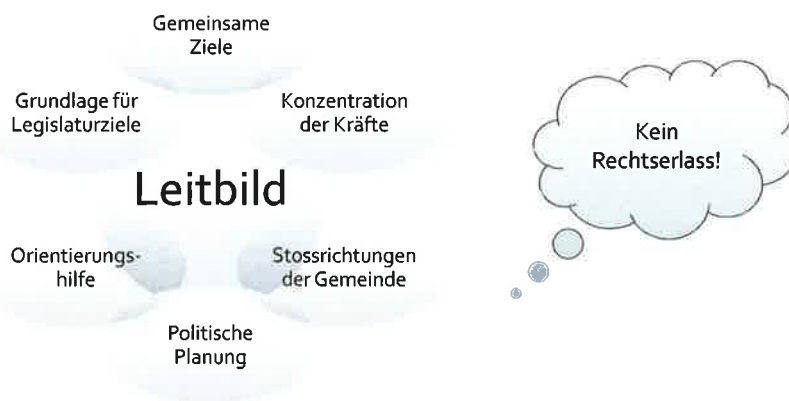 Gemeinsame
Ziele
Grundlage für
Legislaturziele
Konzentration
der Kräfte
Kein
Rechtserlass!
Leitbild
Orientierungs-
hilfe
Stossrichtungen
der Gemeinde
Politische
Planung